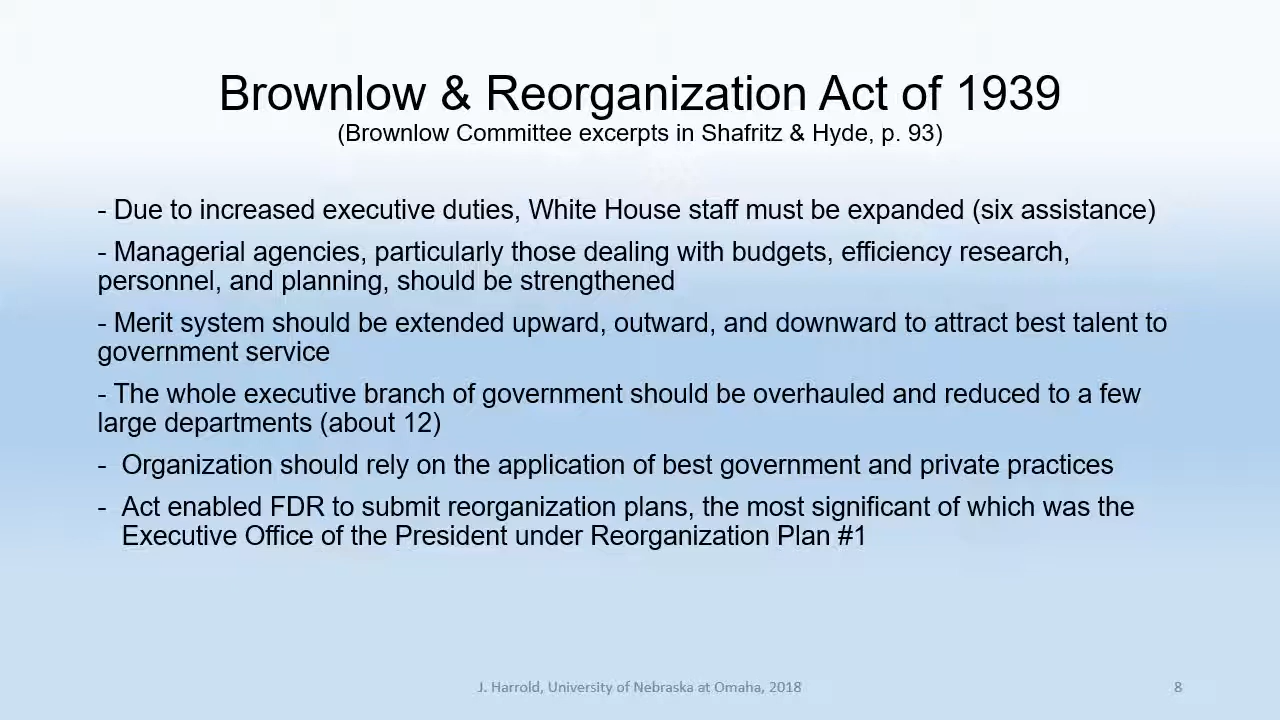 Brownlow & Reorganization Act of 1939
(Brownlow Committee excerpts in Shafritz & Hyde, p. 93)
- Due to increased executive duties, White House staff must be expanded (six assistance)
- Managerial agencies, particularly those dealing with budgets, efficiency research,
personnel, and planning, should be strengthened
- Merit system should be extended upward, outward, and downward to attract best talent to
government service
- The whole executive branch of government should be overhauled and reduced to a few
large departments (about 12)
- Organization should rely on the application of best government and private practices
- Act enabled FDR to submit reorganization plans, the most significant of which was the
Executive Office of the President under Reorganization Plan #1
J. Harrold, University of Nebraska at Omaha, 2018
8